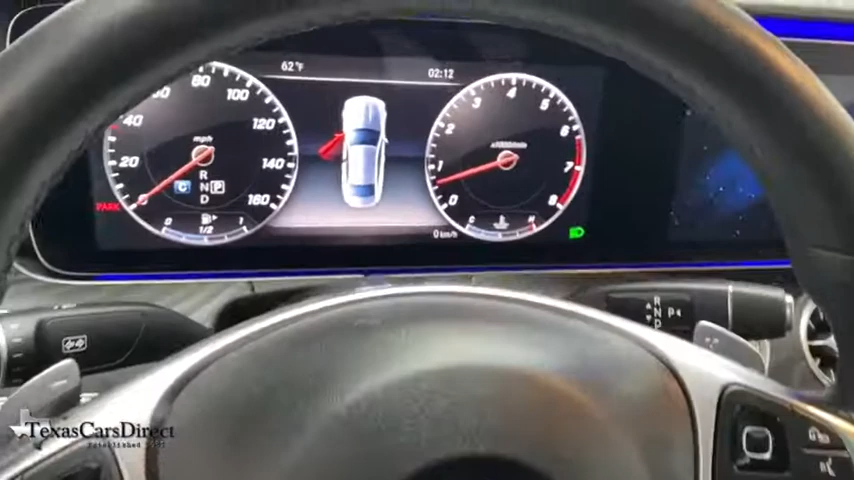 62°F
02:12
20
40
80
100
120
140
160
mph
R
N P
D
C
PARK
0 1/2 1
0
1
2
3
4
5
6
7
8
C H
0 km/h
R
N
D
P
TexasCarsDirect